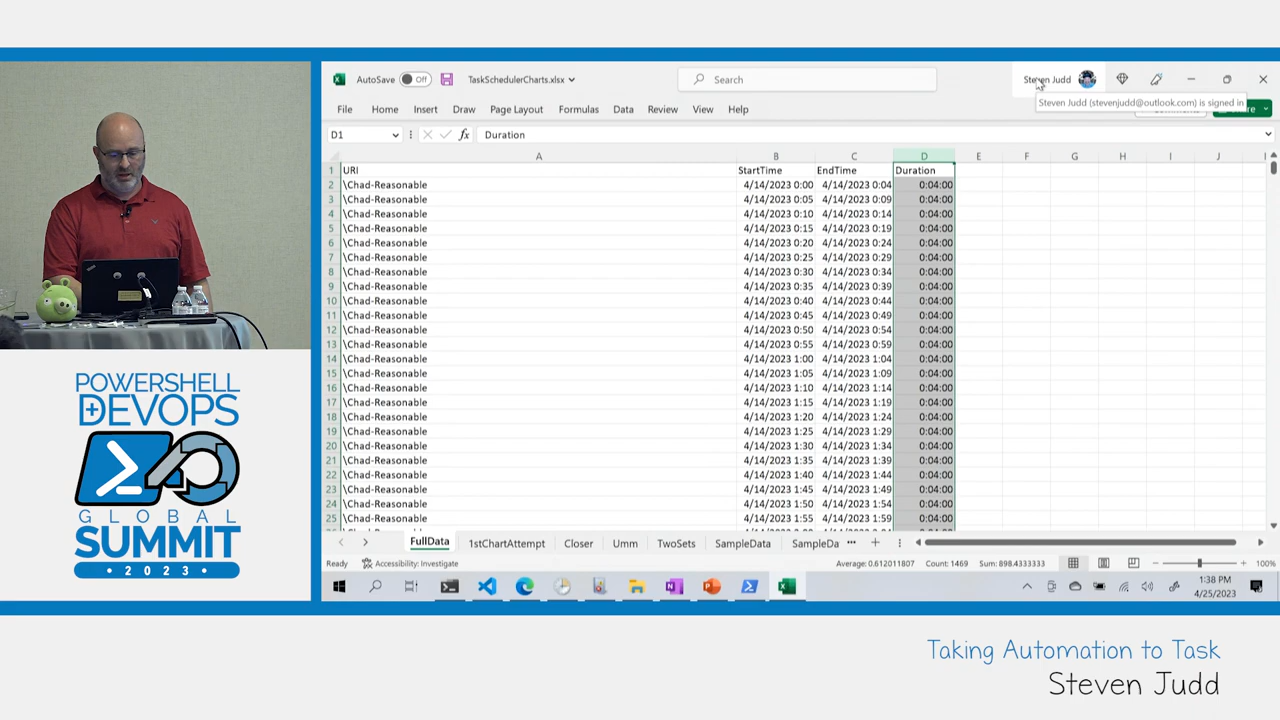 AutoSave Off TaskSchedulerCharts.xlsx Search Steven Judd
Steven Judd (stevenjudd@outlook.com) is signed in
File Home Insert Draw Page Layout Formulas Data Review View Help
D1 fx Duration
A B C D E F G H I J
1 URI StartTime EndTime Duration
2 \Chad-Reasonable 4/14/2023 0:00 4/14/2023 0:04 0:04:00
3 \Chad-Reasonable 4/14/2023 0:05 4/14/2023 0:09 0:04:00
4 \Chad-Reasonable 4/14/2023 0:10 4/14/2023 0:14 0:04:00
5 \Chad-Reasonable 4/14/2023 0:15 4/14/2023 0:19 0:04:00
6 \Chad-Reasonable 4/14/2023 0:20 4/14/2023 0:24 0:04:00
7 \Chad-Reasonable 4/14/2023 0:25 4/14/2023 0:29 0:04:00
8 \Chad-Reasonable 4/14/2023 0:30 4/14/2023 0:34 0:04:00
9 \Chad-Reasonable 4/14/2023 0:35 4/14/2023 0:39 0:04:00
10 \Chad-Reasonable 4/14/2023 0:40 4/14/2023 0:44 0:04:00
11 \Chad-Reasonable 4/14/2023 0:45 4/14/2023 0:49 0:04:00
12 \Chad-Reasonable 4/14/2023 0:50 4/14/2023 0:54 0:04:00
13 \Chad-Reasonable 4/14/2023 0:55 4/14/2023 0:59 0:04:00
14 \Chad-Reasonable 4/14/2023 1:00 4/14/2023 1:04 0:04:00
15 \Chad-Reasonable 4/14/2023 1:05 4/14/2023 1:09 0:04:00
16 \Chad-Reasonable 4/14/2023 1:10 4/14/2023 1:14 0:04:00
17 \Chad-Reasonable 4/14/2023 1:15 4/14/2023 1:19 0:04:00
18 \Chad-Reasonable 4/14/2023 1:20 4/14/2023 1:24 0:04:00
19 \Chad-Reasonable 4/14/2023 1:25 4/14/2023 1:29 0:04:00
20 \Chad-Reasonable 4/14/2023 1:30 4/14/2023 1:34 0:04:00
21 \Chad-Reasonable 4/14/2023 1:35 4/14/2023 1:39 0:04:00
22 \Chad-Reasonable 4/14/2023 1:40 4/14/2023 1:44 0:04:00
23 \Chad-Reasonable 4/14/2023 1:45 4/14/2023 1:49 0:04:00
24 \Chad-Reasonable 4/14/2023 1:50 4/14/2023 1:54 0:04:00
25 \Chad-Reasonable 4/14/2023 1:55 4/14/2023 1:59 0:04:00
FullData 1stChartAttempt Closer Umm TwoSets SampleData SampleDa ...
Ready Accessibility: Investigate Average: 0.612011807 Count: 1469 Sum: 898.4333333 100%
1:38 PM
4/25/2023
POWERSHELL
+DEVOPS
GLOBAL
SUMMIT
• 2023 •
Taking Automation to Task
Steven Judd